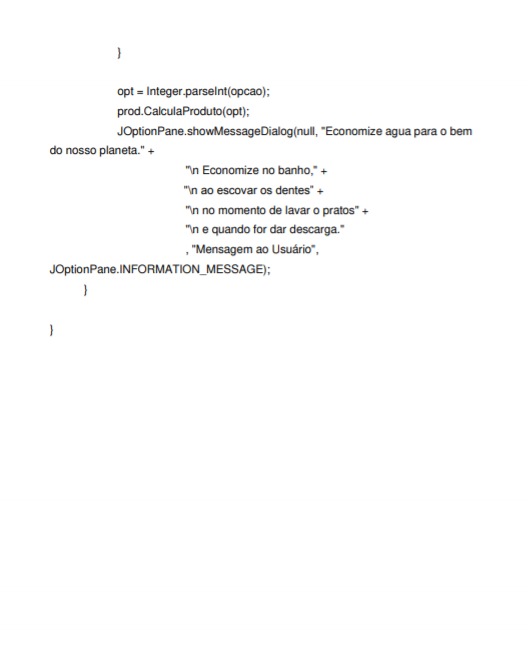 }
opt = Integer.parseInt(opcao);
prod.CalculaProduto(opt);
JOptionPane.showMessageDialog(null, "Economize agua para o bem
do nosso planeta." +
"\n Economize no banho," +
"\n ao escovar os dentes" +
"\n no momento de lavar o pratos" +
"\n e quando for dar descarga."
, "Mensagem ao Usuário",
JOptionPane.INFORMATION_MESSAGE);
}
}